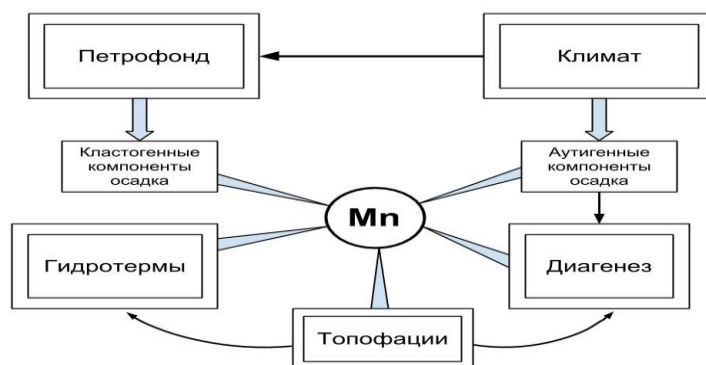 Петрофонд
Климат
Кластогенные
компоненты
осадка
Аутигенные
компоненты
осадка
Mn
Гидротермы
Диагенез
Топофации